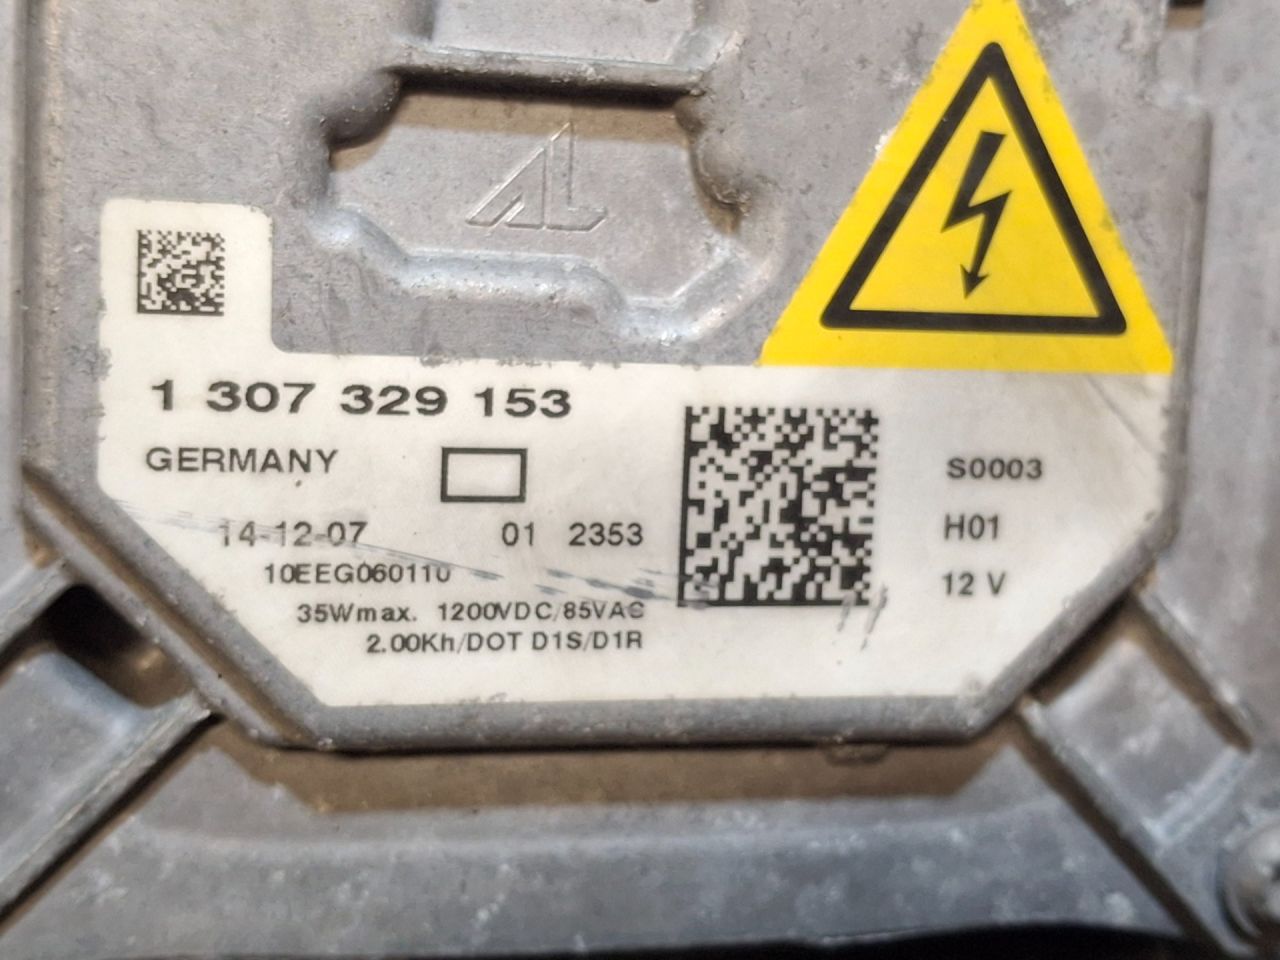 AL
1 307 329 153
GERMANY
14-12-07 01 2353
10EEG060110
35Wmax. 1200VDC/85VAC
2.00Kh/DOT D1S/D1R
S0003
H01
12 V